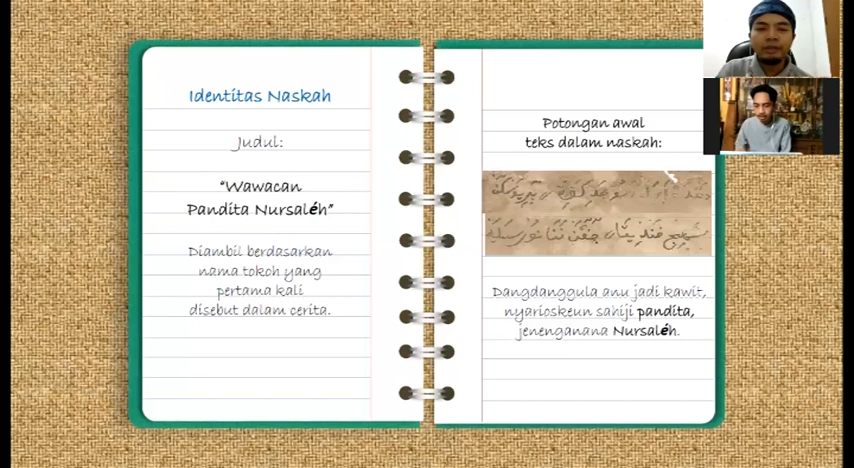 Identitas Naskah
Judul:
“Wawacan
Pandita Nursaléh”
Diambil berdasarkan
nama tokoh yang
pertama kali
disebut dalam cerita.
Potongan awal
teks dalam naskah:
Dangdanggula anu jadi kawit,
nyarioskeun sahiji pandita,
jenenganana Nursaléh.